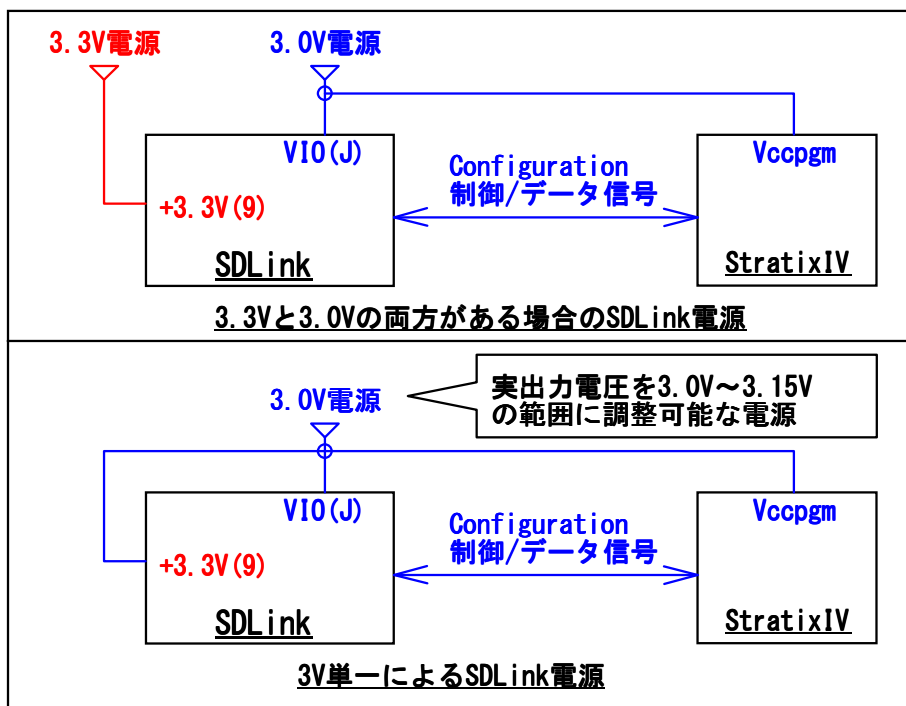 3.3V電源
3.0V電源
VIO(J)
Vccpgm
Configuration
制御/データ信号
+3.3V(9)
SDLink
StratixIV
3.3Vと3.0Vの両方がある場合のSDLink電源
実出力電圧を3.0V～3.15V
の範囲に調整可能な電源
3.0V電源
VIO(J)
Vccpgm
Configuration
制御/データ信号
+3.3V(9)
SDLink
StratixIV
3V単一によるSDLink電源